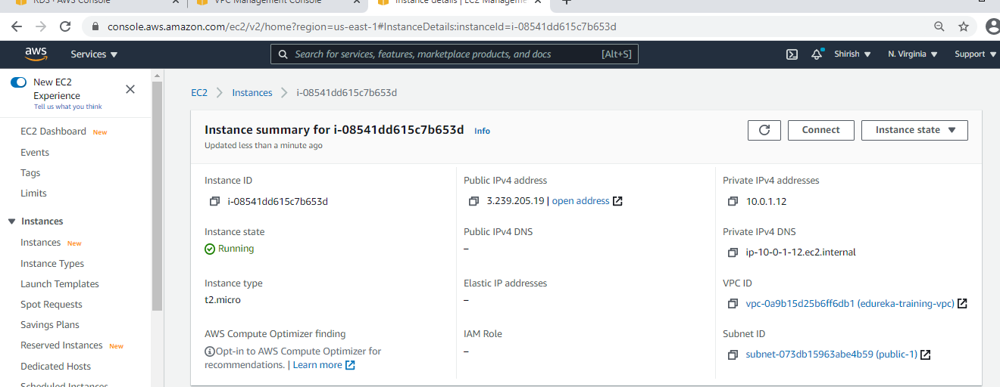 RDS · AWS Console
VPC Management Console
Instance details | EC2 Manageme
console.aws.amazon.com/ec2/v2/home?region=us-east-1#InstanceDetails:instanceId=i-08541dd615c7b653d
aws
Services
Search for services, features, marketplace products, and docs
[Alt+S]
Shirish
N. Virginia
Support
New EC2
Experience
Tell us what you think
EC2 Dashboard New
Events
Tags
Limits
Instances
Instances New
Instance Types
Launch Templates
Spot Requests
Savings Plans
Reserved Instances New
Dedicated Hosts
Scheduled Instances
EC2
Instances
i-08541dd615c7b653d
Instance summary for i-08541dd615c7b653d Info
Updated less than a minute ago
Connect
Instance state
Instance ID
i-08541dd615c7b653d
Public IPv4 address
3.239.205.19 | open address
Private IPv4 addresses
10.0.1.12
Instance state
Running
Public IPv4 DNS
–
Private IPv4 DNS
ip-10-0-1-12.ec2.internal
Instance type
t2.micro
Elastic IP addresses
–
VPC ID
vpc-0a9b15d25b6ff6db1 (edureka-training-vpc)
AWS Compute Optimizer finding
Opt-in to AWS Compute Optimizer for
recommendations. | Learn more
IAM Role
–
Subnet ID
subnet-073db15963abe4b59 (public-1)